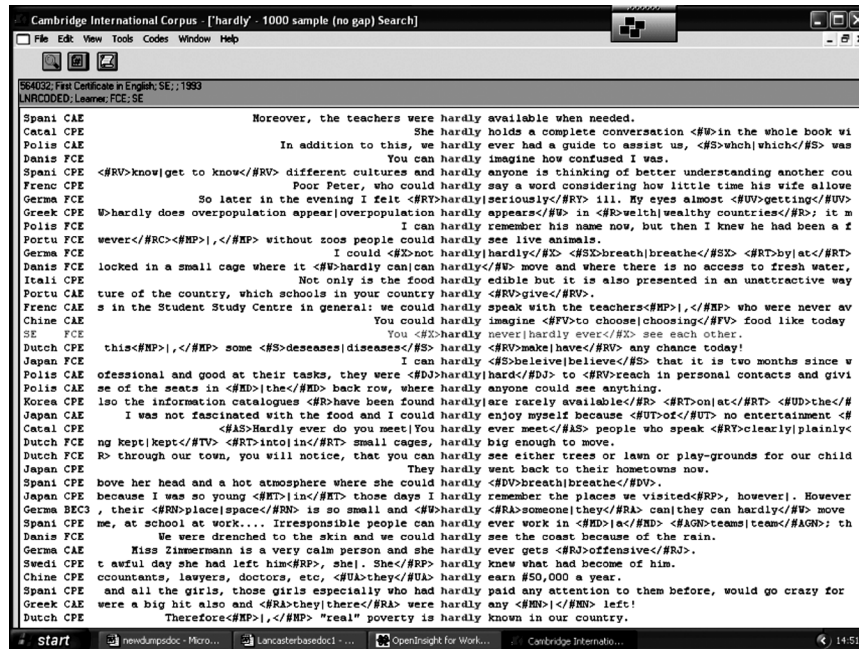 Cambridge International Corpus - ['hardly' - 1000 sample (no gap) Search]
File Edit View Tools Codes Window Help
564032; First Certificate in English; SE; ; 1993
LNRCODED; Learner; FCE; SE
Spani CAE Moreover, the teachers were hardly available when needed.
Catal CPE She hardly holds a complete conversation <#W>in the whole book wi
Polis CAE In addition to this, we hardly ever had a guide to assist us, <#S>whch|which</#S> was
Danis FCE You can hardly imagine how confused I was.
Spani CPE <#RV>know|get to know</#RV> different cultures and hardly anyone is thinking of better understanding another cou
Frenc CPE Poor Peter, who could hardly say a word considering how little time his wife allowe
Germa FCE So later in the evening I felt <#RY>hardly|seriously</#RY> ill. My eyes almost <#UV>getting</#UV>
Greek CPE W>hardly does overpopulation appear|overpopulation hardly appears</#W> in <#R>welth|wealthy countries</#R>; it m
Polis FCE I can hardly remember his name now, but then I knew he had been a f
Portu FCE wever</#RC><#MP>|,</#MP> without zoos people could hardly see live animals.
Germa FCE I could <#X>not hardly|hardly</#X> <#SX>breath|breathe</#SX> <#RT>by|at</#RT>
Danis FCE locked in a small cage where it <#W>hardly can|can hardly</#W> move and where there is no access to fresh water,
Itali CPE Not only is the food hardly edible but it is also presented in an unattractive way
Portu CAE ture of the country, which schools in your country hardly <#RV>give</#RV>.
Frenc CAE s in the Student Study Centre in general: we could hardly speak with the teachers<#MP>|,</#MP> who were never av
Chine CAE You could hardly imagine <#FV>to choose|choosing</#FV> food like today
SE FCE You <#X>hardly never|hardly ever</#X> see each other.
Dutch CPE this<#MP>|,</#MP> some <#S>deseases|diseases</#S> hardly <#RV>make|have</#RV> any chance today!
Japan FCE I can hardly <#S>beleive|believe</#S> that it is two months since w
Polis CAE ofessional and good at their tasks, they were <#DJ>hardly|hard</#DJ> to <#RV>reach in personal contacts and givi
Polis CAE se of the seats in <#MD>|the</#MD> back row, where hardly anyone could see anything.
Korea CPE lso the information catalogues <#R>have been found hardly|are rarely available</#R> <#RT>on|at</#RT> <#UD>the</#
Japan CAE I was not fascinated with the food and I could hardly enjoy myself because <#UT>of</#UT> no entertainment <#
Catal CPE <#AS>Hardly ever do you meet|You hardly ever meet</#AS> people who speak <#RY>clearly|plainly<
Dutch FCE ng kept|kept</#TV> <#RT>into|in</#RT> small cages, hardly big enough to move.
Dutch FCE R> through our town, you will notice, that you can hardly see either trees or lawn or play-grounds for our child
Japan CPE They hardly went back to their hometowns now.
Spani CPE bove her head and a hot atmosphere where she could hardly <#DV>breath|breathe</#DV>.
Japan CPE because I was so young <#MT>|in</#MT> those days I hardly remember the places we visited<#RP>, however|. However
Germa BEC3 , their <#RN>place|space</#RN> is so small and <#W>hardly <#RA>someone|they</#RA> can|they can hardly</#W> move
Spani CPE me, at school at work.... Irresponsible people can hardly ever work in <#MD>|a</#MD> <#AGN>teams|team</#AGN>; th
Danis FCE We were drenched to the skin and we could hardly see the coast because of the rain.
Germa CAE Miss Zimmermann is a very calm person and she hardly ever gets <#RJ>offensive</#RJ>.
Swedi CPE t awful day she had left him<#RP>, she|. She</#RP> hardly knew what had become of him.
Chine CPE ccountants, lawyers, doctors, etc, <#UA>they</#UA> hardly earn $50,000 a year.
Spani CPE and all the girls, those girls especially who had hardly paid any attention to them before, would go crazy for
Greek CAE were a big hit also and <#RA>they|there</#RA> were hardly any <#MN>|</#MN> left!
Dutch CPE Therefore<#MP>|,</#MP> "real" poverty is hardly known in our country.
start newdumpsdoc - Micro... Lancasterbasedoc1 - ... OpenInsight for Work... Cambridge Internatio... 14:51